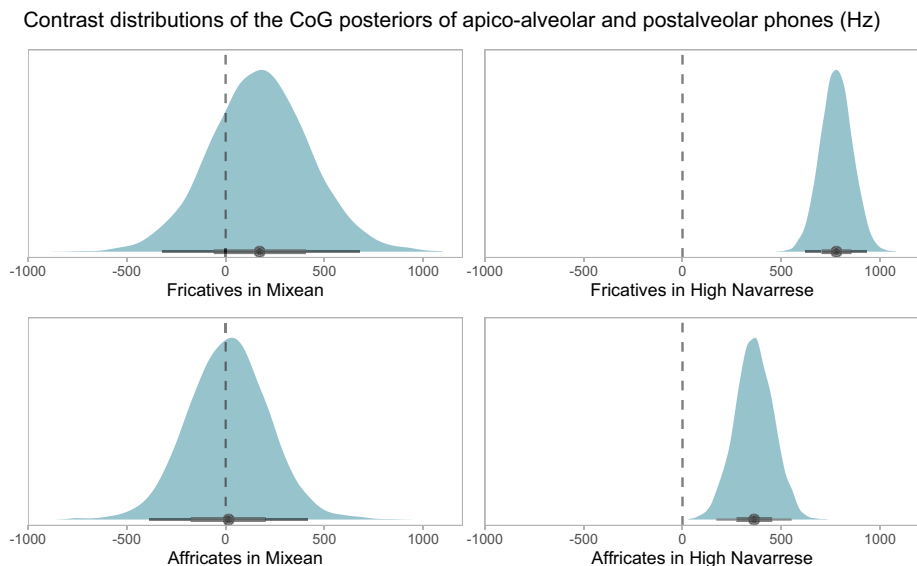 Contrast distributions of the CoG posteriors of apico-alveolar and postalveolar phones (Hz)
-1000 -500 0 500 1000
Fricatives in Mixean
-1000 -500 0 500 1000
Fricatives in High Navarrese
-1000 -500 0 500 1000
Affricates in Mixean
-1000 -500 0 500 1000
Affricates in High Navarrese